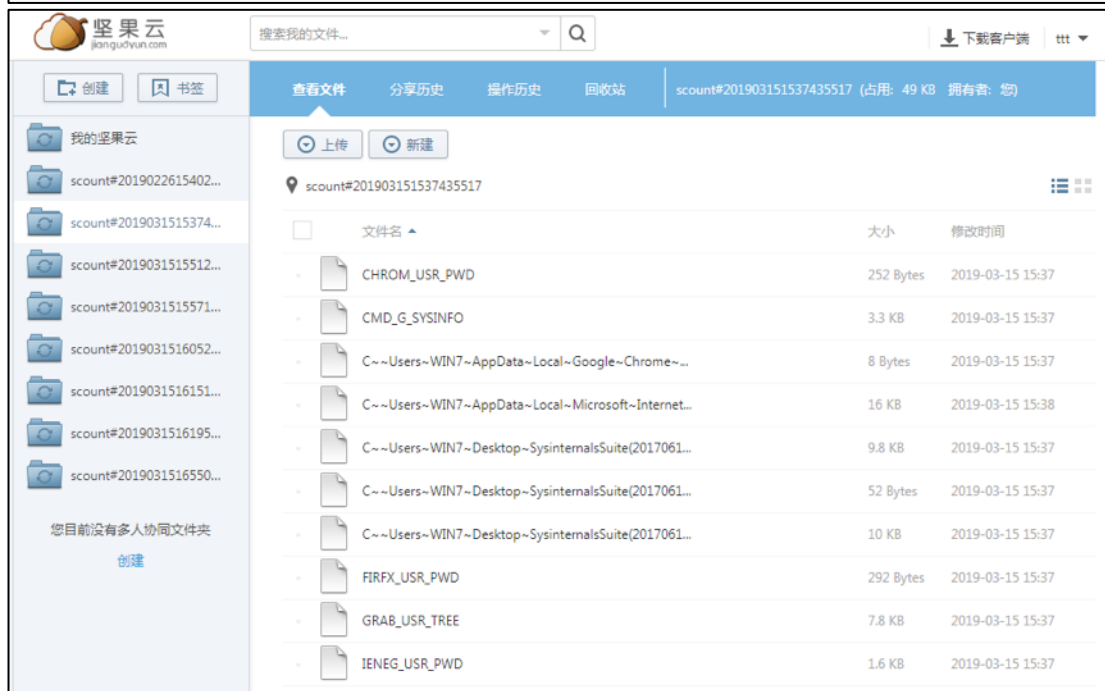 坚果云
jianguoyun.com
搜索我的文件...
下载客户端
ttt
创建
书签
查看文件
分享历史
操作历史
回收站
scount#201903151537435517 (占用: 49 KB 拥有者: 您)
我的坚果云
scount#2019022615402...
scount#2019031515374...
scount#2019031515512...
scount#2019031515571...
scount#2019031516052...
scount#2019031516151...
scount#2019031516195...
scount#2019031516550...
您目前没有多人协同文件夹
创建
上传
新建
scount#201903151537435517
文件名 大小 修改时间
CHROM_USR_PWD 252 Bytes 2019-03-15 15:37
CMD_G_SYSINFO 3.3 KB 2019-03-15 15:37
C~~Users~WIN7~AppData~Local~Google~Chrome~... 8 Bytes 2019-03-15 15:37
C~~Users~WIN7~AppData~Local~Microsoft~Internet... 16 KB 2019-03-15 15:38
C~~Users~WIN7~Desktop~SysinternalsSuite(2017061... 9.8 KB 2019-03-15 15:37
C~~Users~WIN7~Desktop~SysinternalsSuite(2017061... 52 Bytes 2019-03-15 15:37
C~~Users~WIN7~Desktop~SysinternalsSuite(2017061... 10 KB 2019-03-15 15:37
FIRFX_USR_PWD 292 Bytes 2019-03-15 15:37
GRAB_USR_TREE 7.8 KB 2019-03-15 15:37
IENEG_USR_PWD 1.6 KB 2019-03-15 15:37